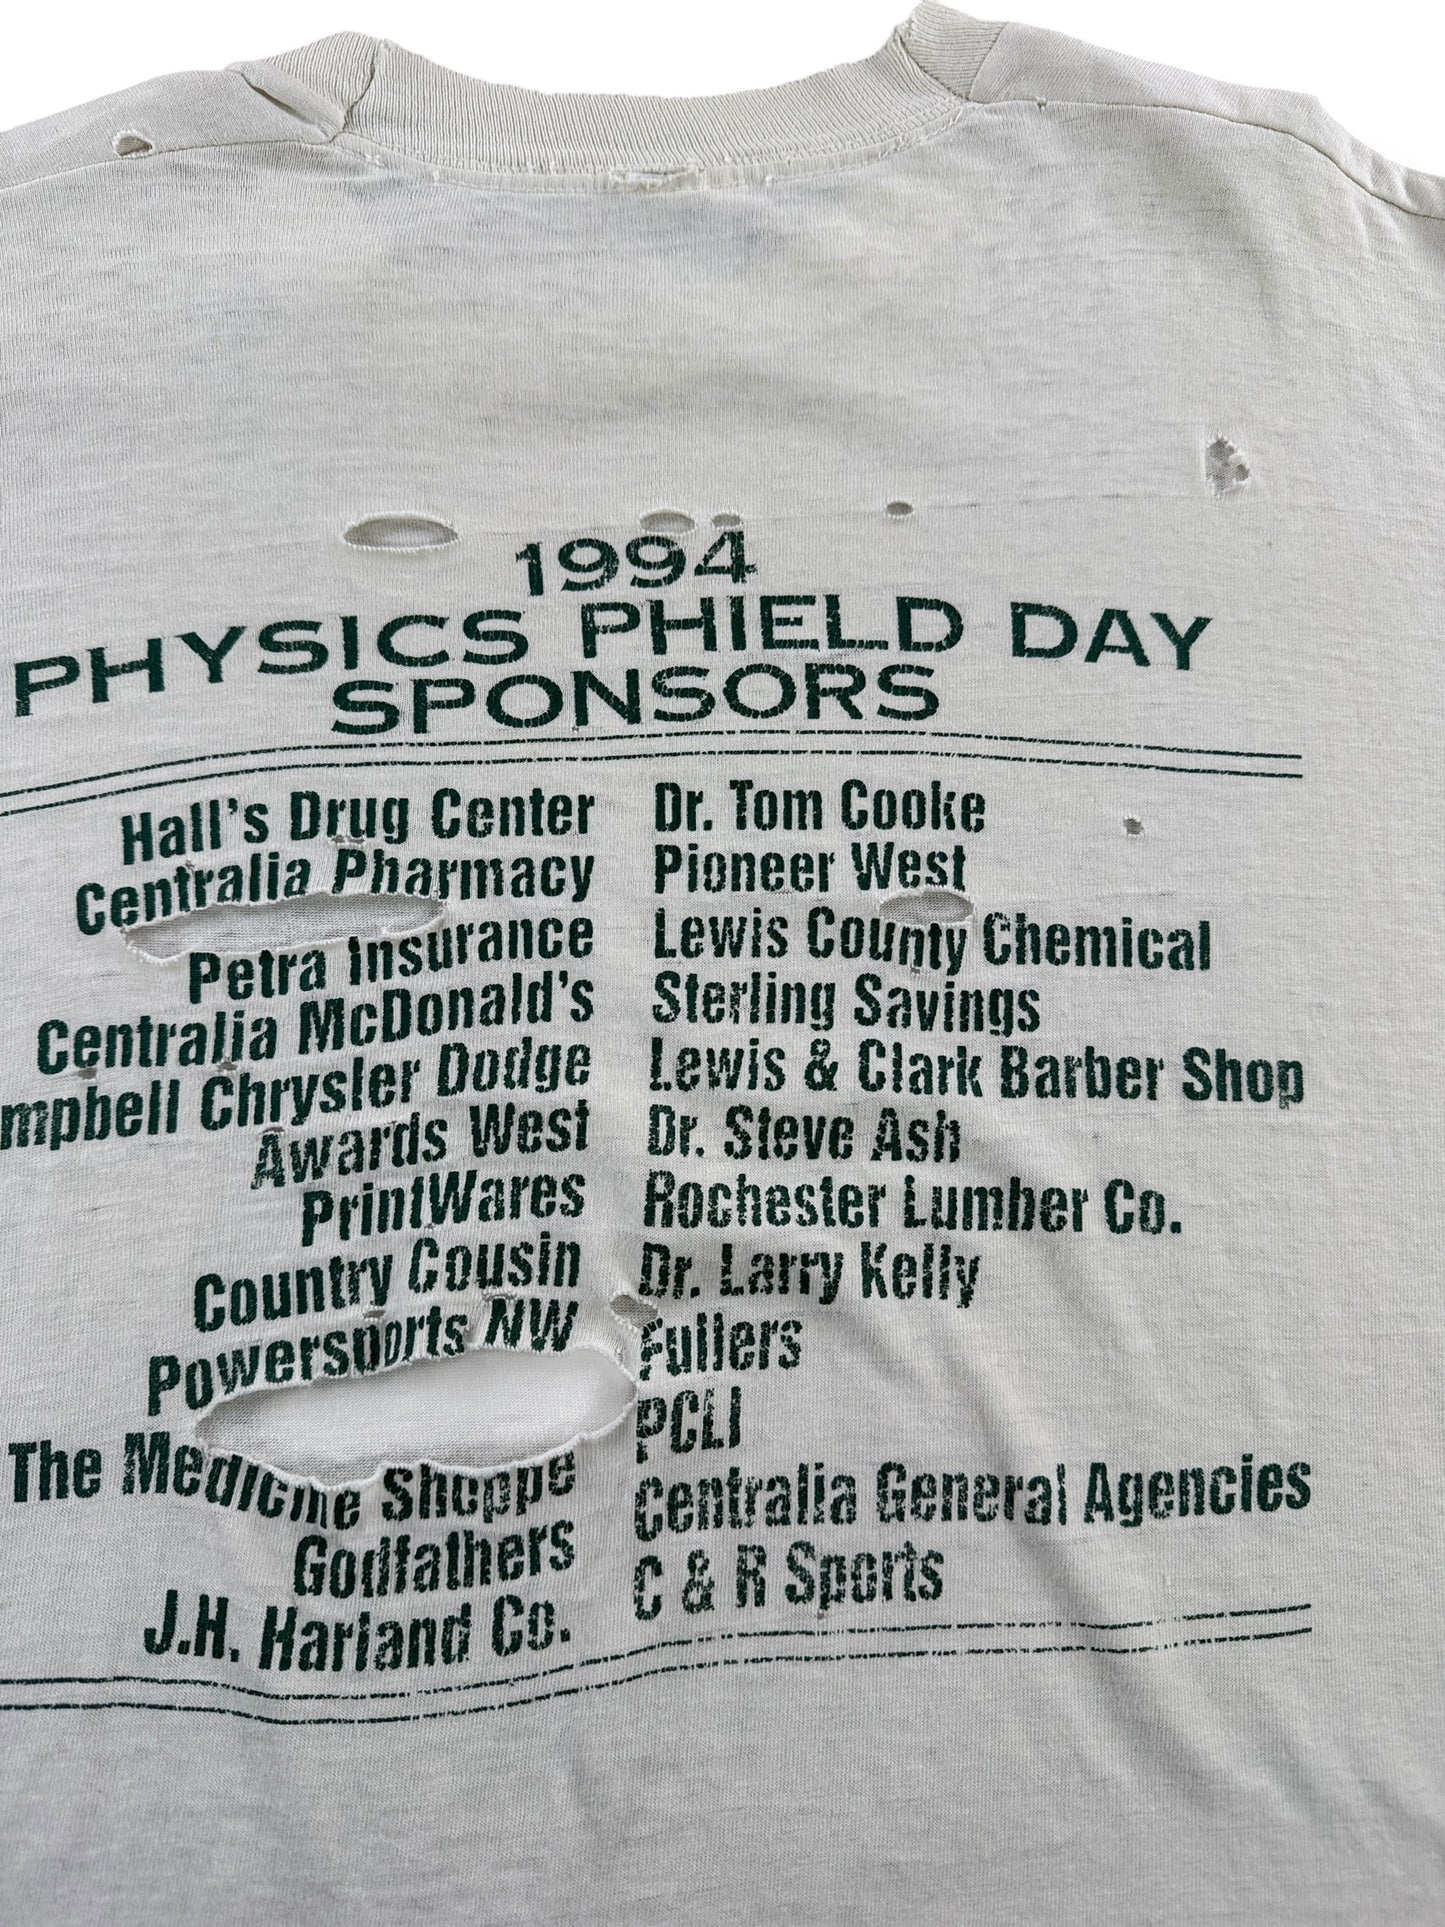 1994
PHYSICS PHIELD DAY
SPONSORS
Hall's Drug Center
Centralia Pharmacy
Petra Insurance
Centralia McDonald's
mpbell Chrysler Dodge
Awards West
PrintWares
Country Cousin
Powersports NW
The Medicine Shoppe
Godfathers
J.H. Harland Co.
Dr. Tom Cooke
Pioneer West
Lewis County Chemical
Sterling Savings
Lewis & Clark Barber Shop
Dr. Steve Ash
Rochester Lumber Co.
Dr. Larry Kelly
Fullers
PCLI
Centralia General Agencies
C & R Sports